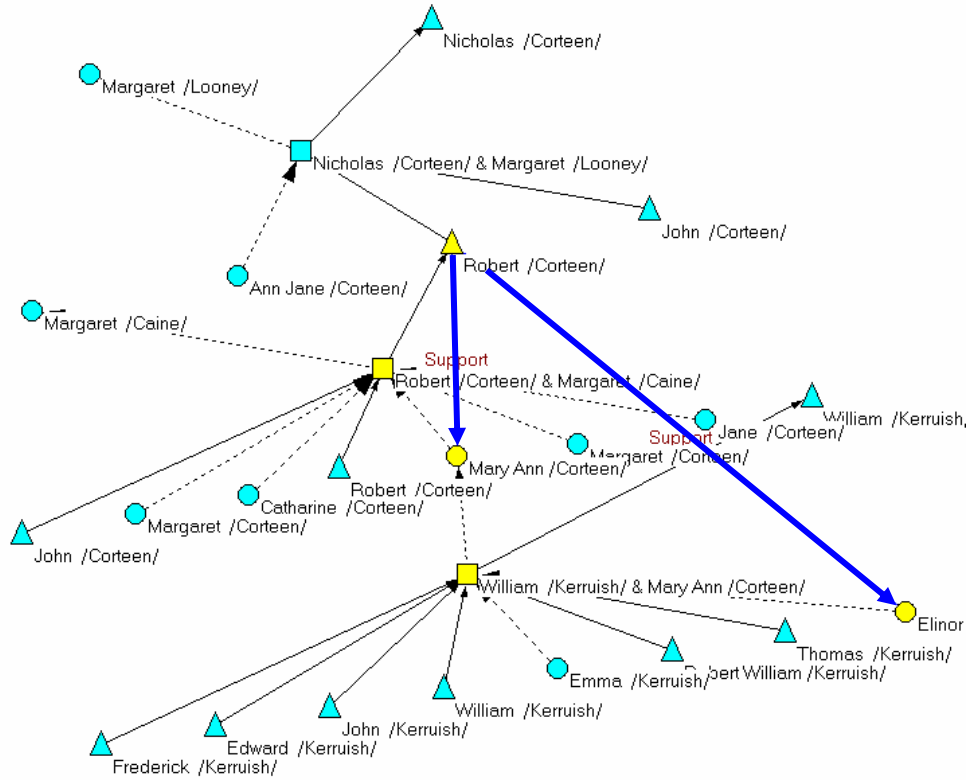 Nicholas /Corteen/
Margaret /Looney/
Nicholas /Corteen/ & Margaret /Looney/
John /Corteen/
Robert /Corteen/
Ann Jane /Corteen/
Margaret /Caine/
Support
Robert /Corteen/ & Margaret /Caine/
William /Kerruish,
Jane /Corteen/
Support
Margaret /Corteen/
Mary Ann /Corteen/
Robert /Corteen/
Catharine /Corteen/
Margaret /Corteen/
John /Corteen/
William /Kerruish/ & Mary Ann /Corteen/
Elinor
Thomas /Kerruish/
William /Kerruish/
Emma /Kerruish/
William /Kerruish/
John /Kerruish/
Edward /Kerruish/
Frederick /Kerruish/